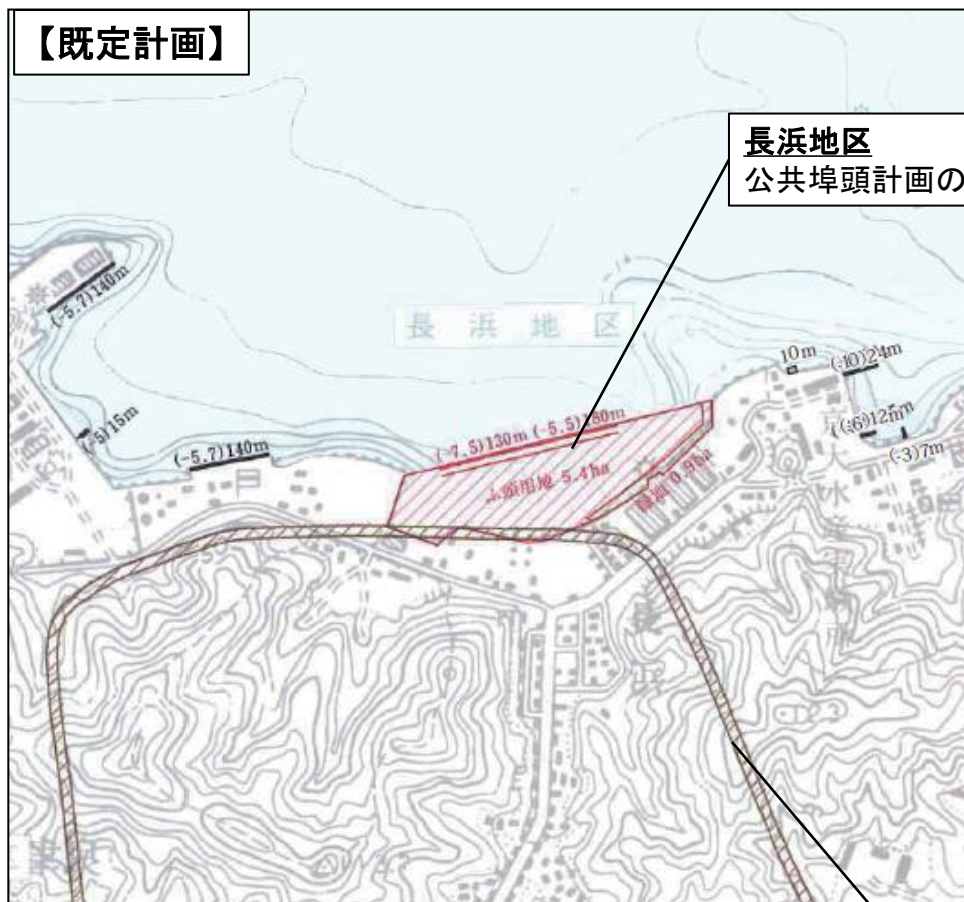 【既定計画】
長浜地区
公共埠頭計画の
(-5.7)140m
長浜地区
10m
(-10)24m
(-5)15m
(-7.5)130m (-5.5)180m
(-5.7)140m
(-3)7m
ふ頭用地 5.4ha
緑地 0.9ha
長浜